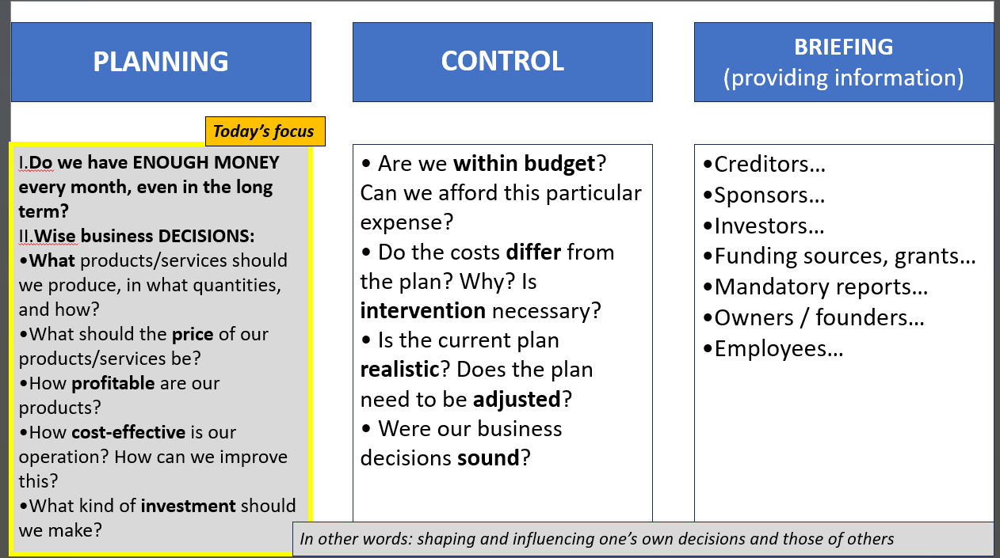 PLANNING
CONTROL
BRIEFING
(providing information)
Today's focus
I.Do we have ENOUGH MONEY
every month, even in the long
term?
II.Wise business DECISIONS:
•What products/services should
we produce, in what quantities,
and how?
•What should the price of our
products/services be?
•How profitable are our
products?
•How cost-effective is our
operation? How can we improve
this?
•What kind of investment should
we make?
• Are we within budget?
Can we afford this particular
expense?
• Do the costs differ from
the plan? Why? Is
intervention necessary?
• Is the current plan
realistic? Does the plan
need to be adjusted?
• Were our business
decisions sound?
•Creditors…
•Sponsors…
•Investors…
•Funding sources, grants…
•Mandatory reports…
•Owners / founders…
•Employees…
In other words: shaping and influencing one's own decisions and those of others